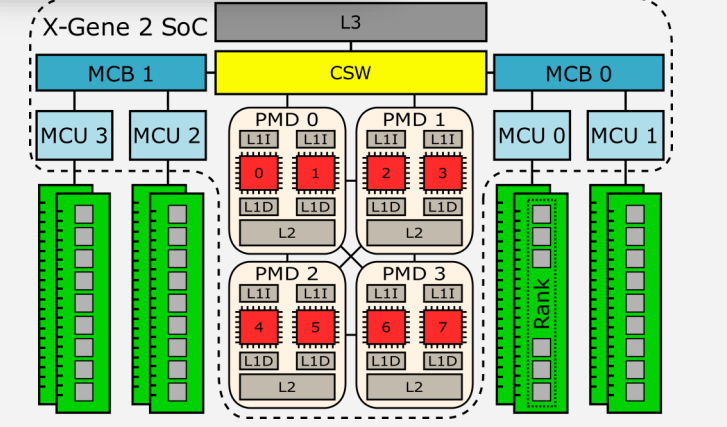 X-Gene 2 SoC
L3
MCB 1
CSW
MCB 0
MCU 3
MCU 2
MCU 0
MCU 1
PMD 0
L1I
L1I
0
1
L1D
L1D
L2
PMD 1
L1I
L1I
2
3
L1D
L1D
L2
PMD 2
L1I
L1I
4
5
L1D
L1D
L2
PMD 3
L1I
L1I
6
7
L1D
L1D
L2
Rank